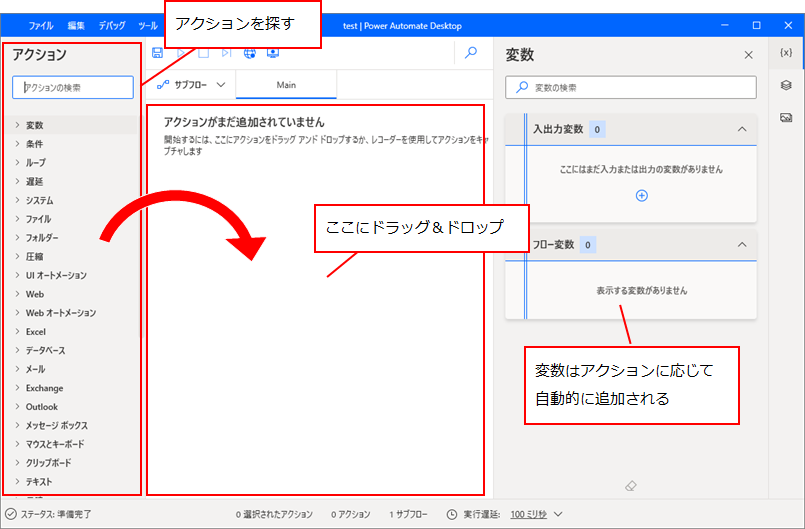 ファイル 編集 デバッグ ツール
test | Power Automate Desktop
アクションを探す
アクション
アクションの検索
変数
条件
ループ
遅延
システム
ファイル
フォルダー
圧縮
UI オートメーション
Web
Web オートメーション
Excel
データベース
メール
Exchange
Outlook
メッセージ ボックス
マウスとキーボード
クリップボード
テキスト
サブフロー
Main
アクションがまだ追加されていません
開始するには、ここにアクションをドラッグ アンド ドロップするか、レコーダーを使用してアクションをキャ
プチャします
ここにドラッグ＆ドロップ
変数
{x}
変数の検索
入出力変数 0
ここにはまだ入力または出力の変数がありません
フロー変数 0
表示する変数がありません
変数はアクションに応じて
自動的に追加される
ステータス: 準備完了 0 選択されたアクション 0 アクション 1 サブフロー 実行遅延: 100 ミリ秒